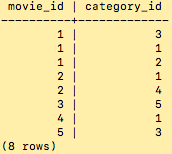 movie_id | category_id
----------+-------------
1 | 3
1 | 1
1 | 2
2 | 1
2 | 4
3 | 5
4 | 1
5 | 3
(8 rows)